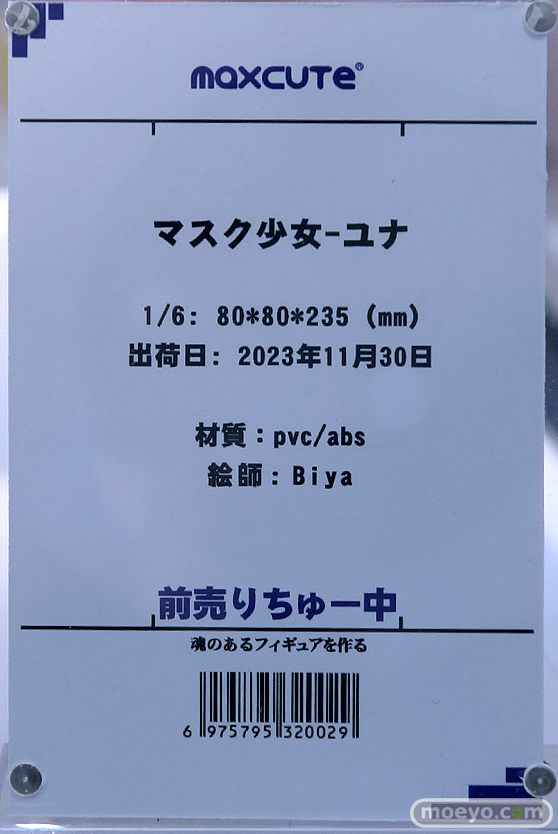 maxcute®
マスク少女-ユナ
1/6: 80*80*235 (mm)
出荷日: 2023年11月30日
材質：pvc/abs
絵師：Biya
前売りちゅー中
魂のあるフィギュアを作る
6 975795 320029
moeyo.com